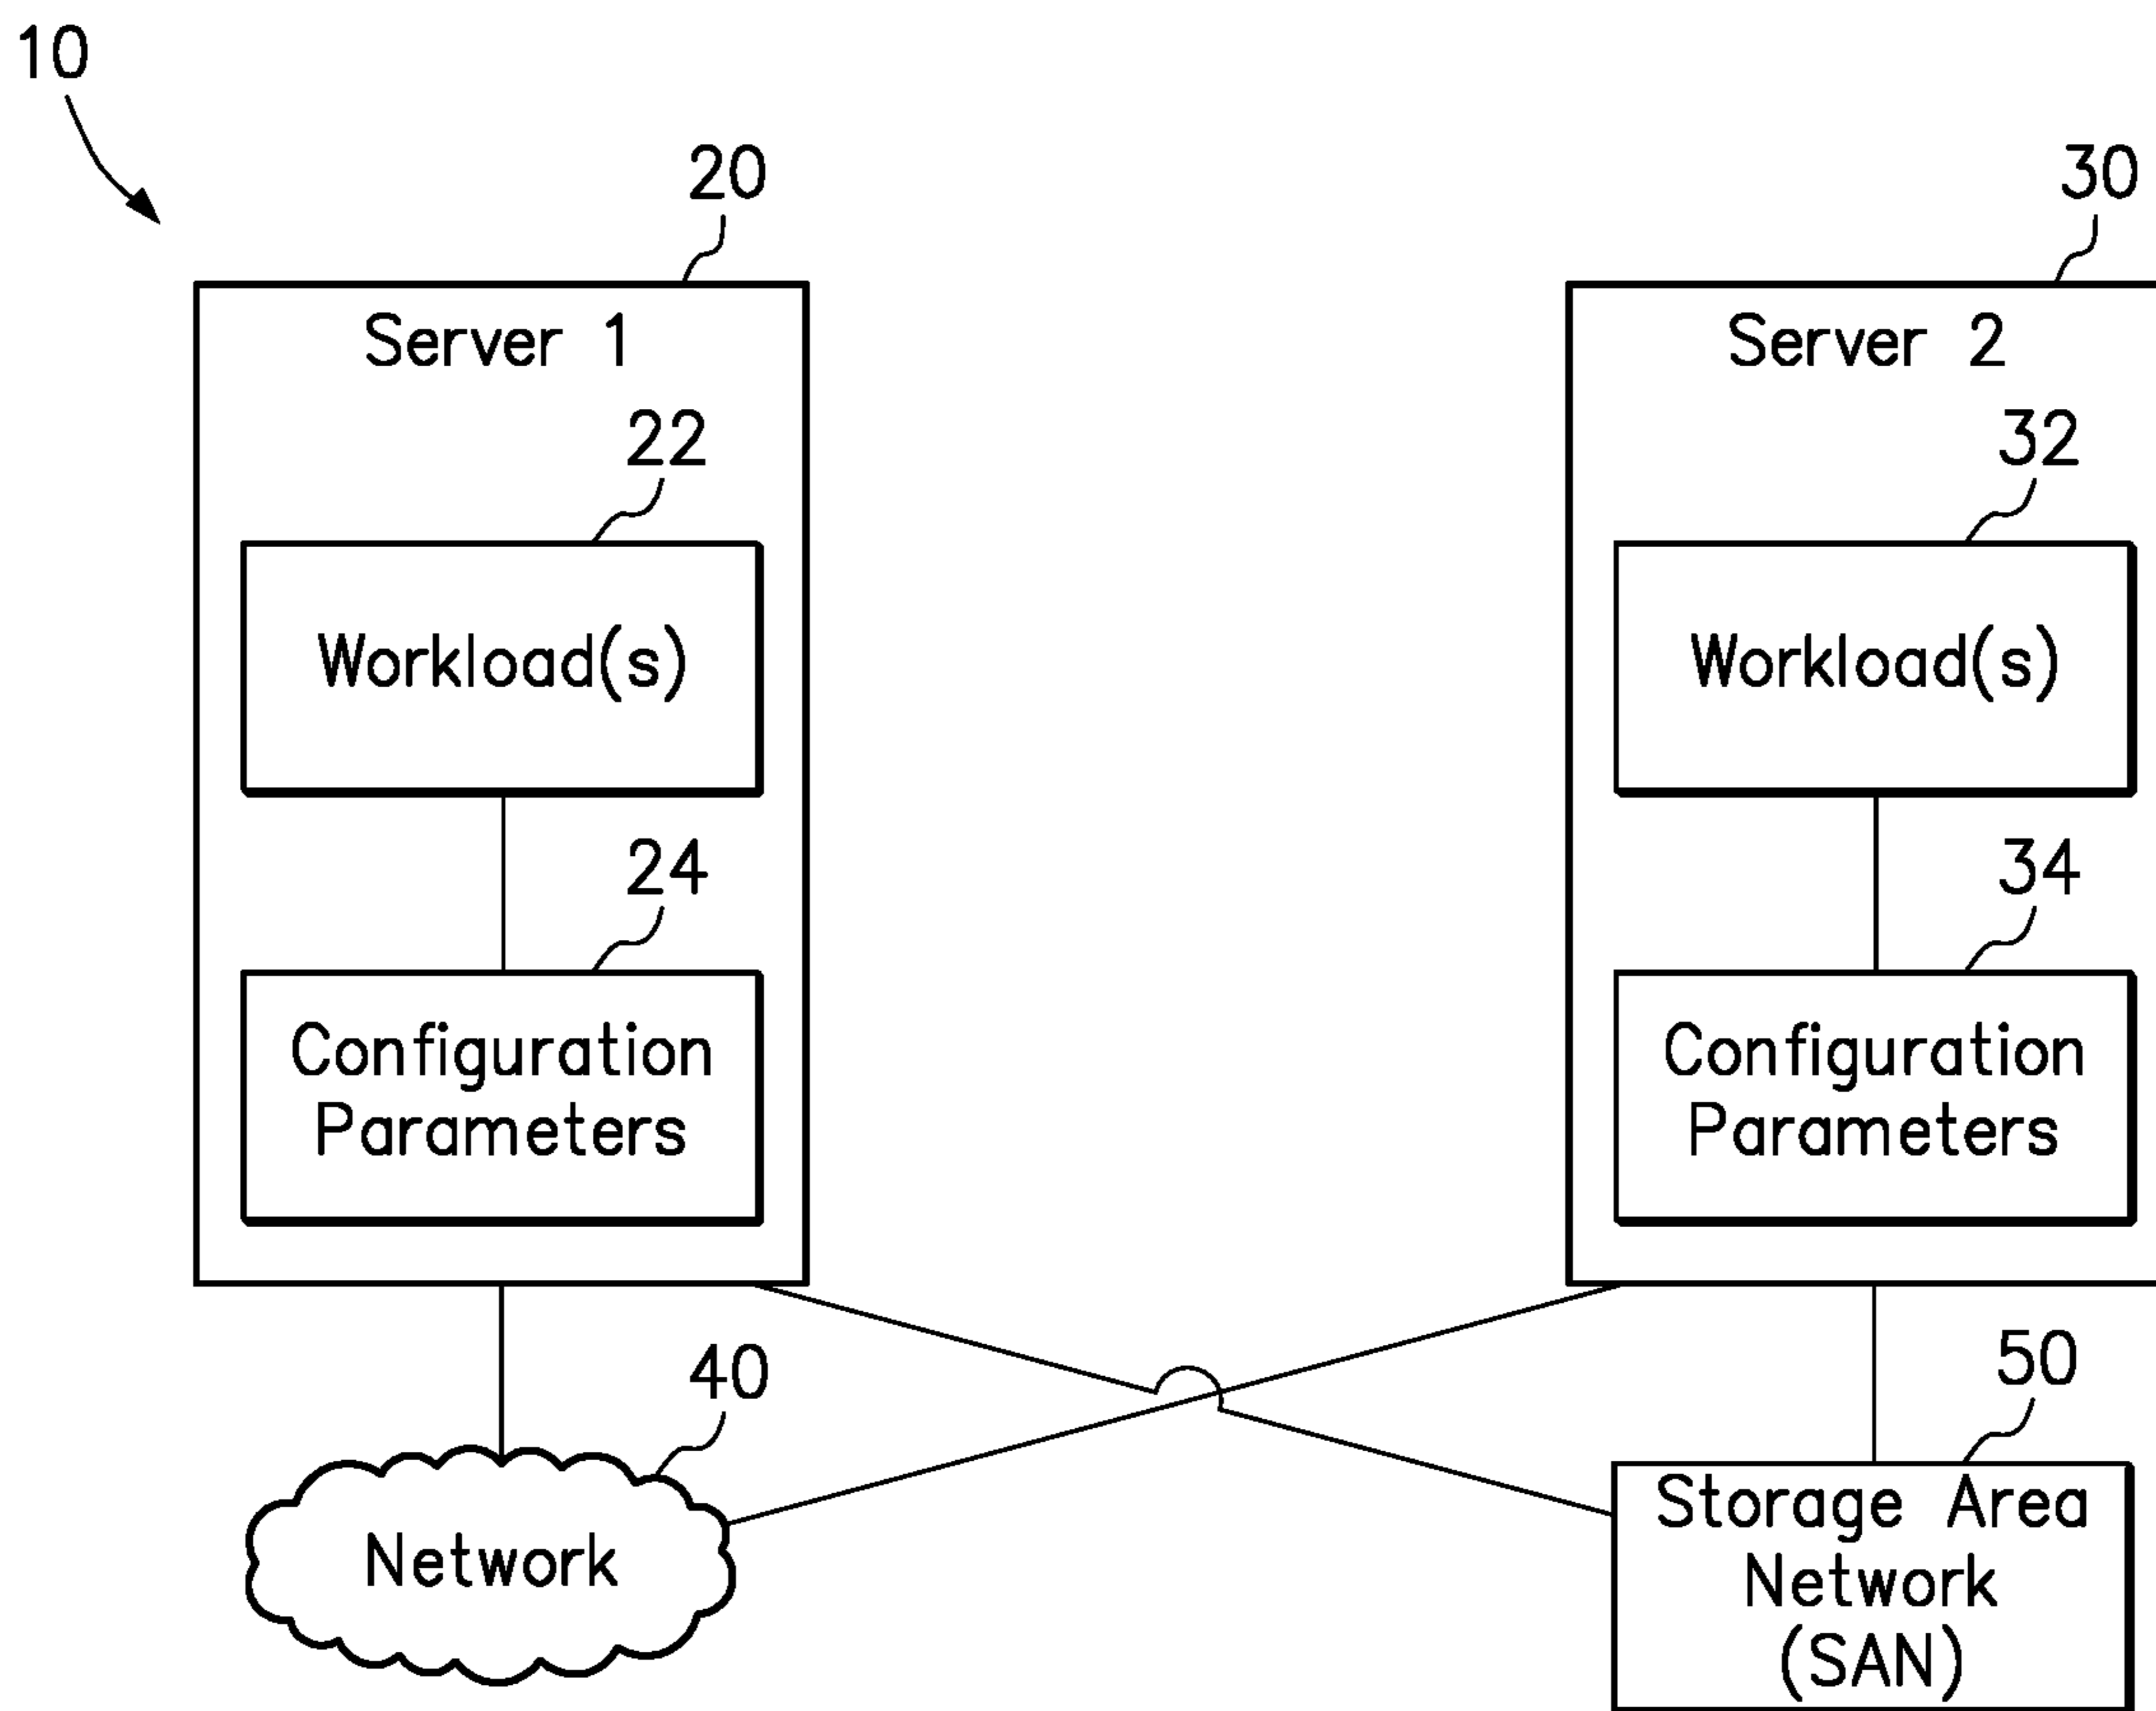 10
20
30
Server 1
Server 2
22
32
Workload(s)
Workload(s)
24
34
Configuration
Parameters
Configuration
Parameters
40
50
Network
Storage Area
Network
(SAN)